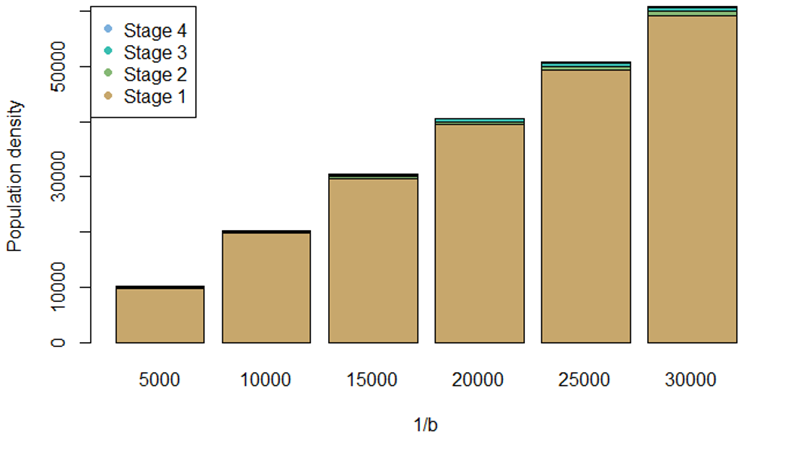 Stage 4
Stage 3
Stage 2
Stage 1
Population density
50000
30000
10000
0
5000 10000 15000 20000 25000 30000
1/b